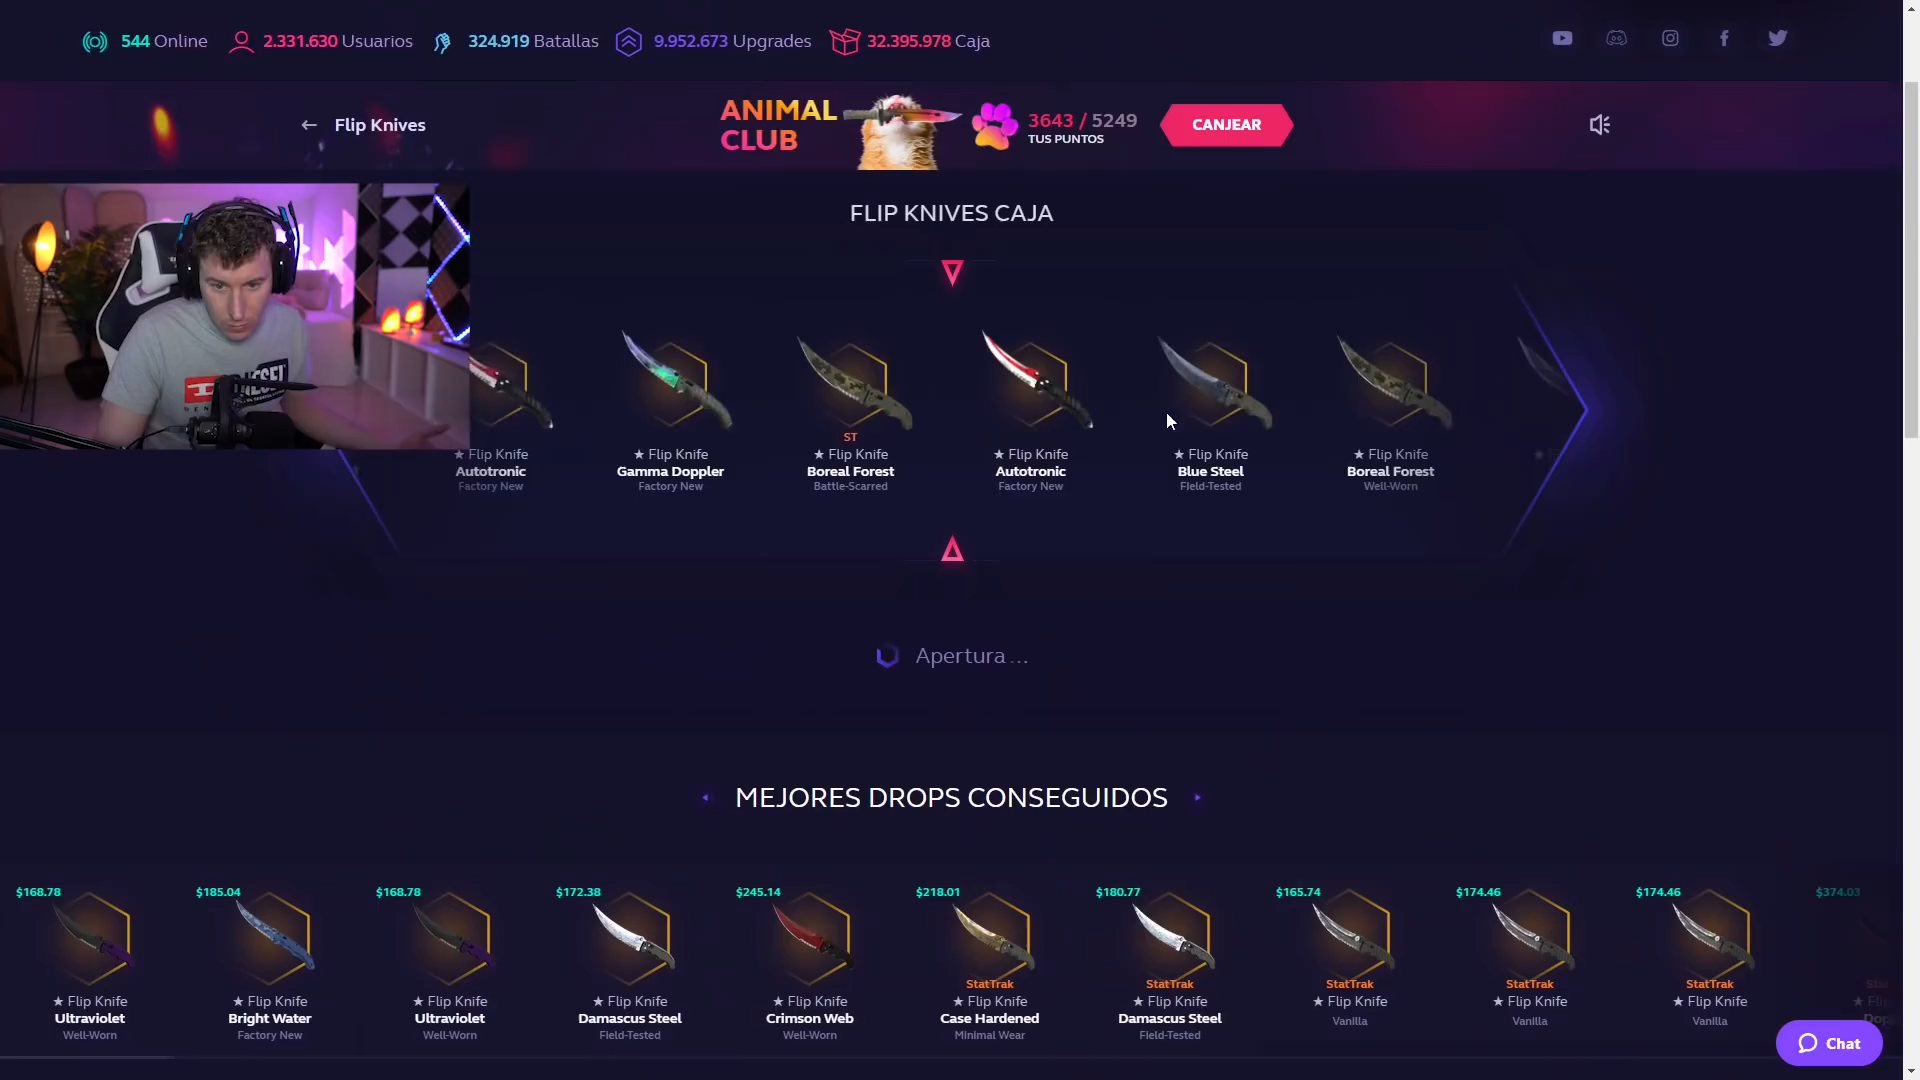 544 Online 2.331.630 Usuarios 324.919 Batallas 9.952.673 Upgrades 32.395.978 Caja
← Flip Knives
ANIMAL
CLUB
3643 / 5249
TUS PUNTOS
CANJEAR
FLIP KNIVES CAJA
DIESEL
ST
★ Flip Knife ★ Flip Knife ★ Flip Knife ★ Flip Knife ★ Flip Knife ★ Flip Knife
Autotronic Gamma Doppler Boreal Forest Autotronic Blue Steel Boreal Forest
Factory New Factory New Battle-Scarred Factory New Field-Tested Well-Worn
Apertura ...
MEJORES DROPS CONSEGUIDOS
$168.78 $185.04 $168.78 $172.38 $245.14 $218.01 $180.77 $165.74 $174.46 $174.46 $374.03
StatTrak StatTrak StatTrak StatTrak StatTrak
★ Flip Knife ★ Flip Knife ★ Flip Knife ★ Flip Knife ★ Flip Knife ★ Flip Knife ★ Flip Knife ★ Flip Knife ★ Flip Knife ★ Flip Knife
Ultraviolet Bright Water Ultraviolet Damascus Steel Crimson Web Case Hardened Damascus Steel Vanilla Vanilla Vanilla
Well-Worn Factory New Well-Worn Field-Tested Well-Worn Minimal Wear Field-Tested
Chat